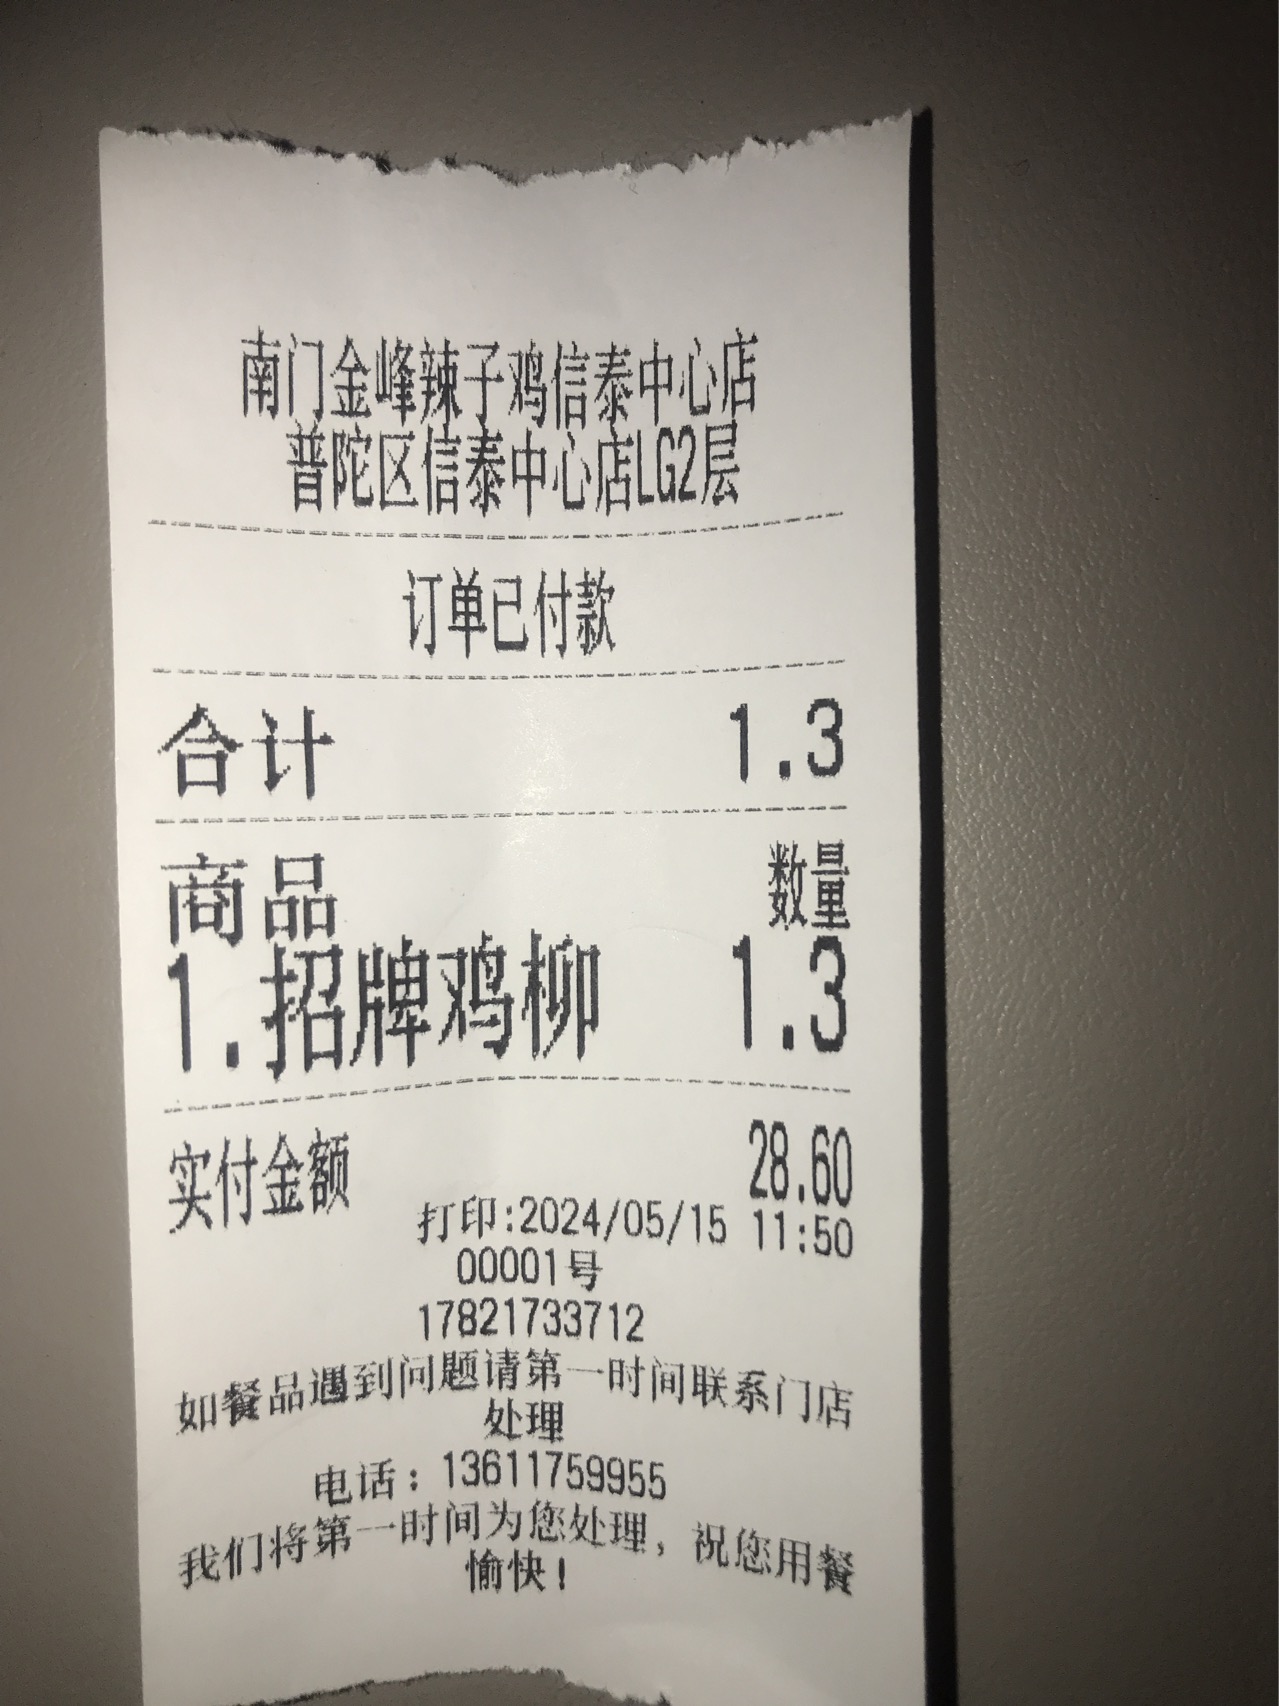 南门金峰辣子鸡信泰中心店
普陀区信泰中心店LG2层
订单已付款
合计 1.3
商品 数量
1.招牌鸡柳 1.3
实付金额 28.60
打印:2024/05/15 11:50
00001号
17821733712
如餐品遇到问题请第一时间联系门店
处理
电话：13611759955
我们将第一时间为您处理，祝您用餐
愉快！